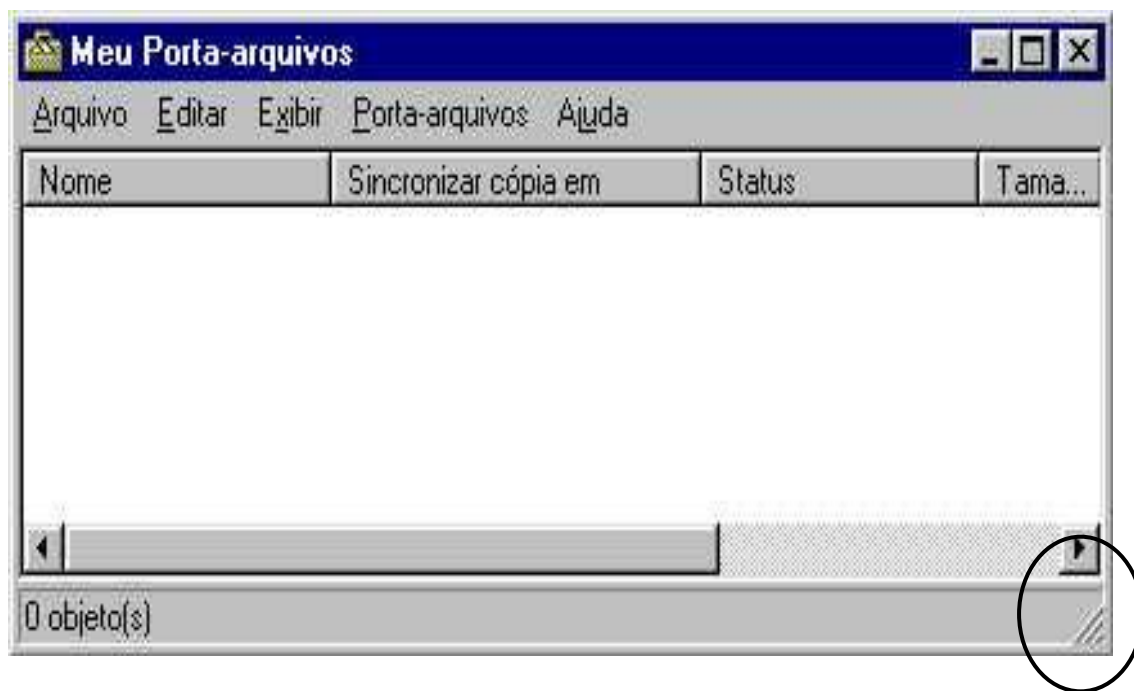 Meu Porta-arquivos
Arquivo Editar Exibir Porta-arquivos Ajuda
Nome Sincronizar cópia em Status Tama...
0 objeto(s)